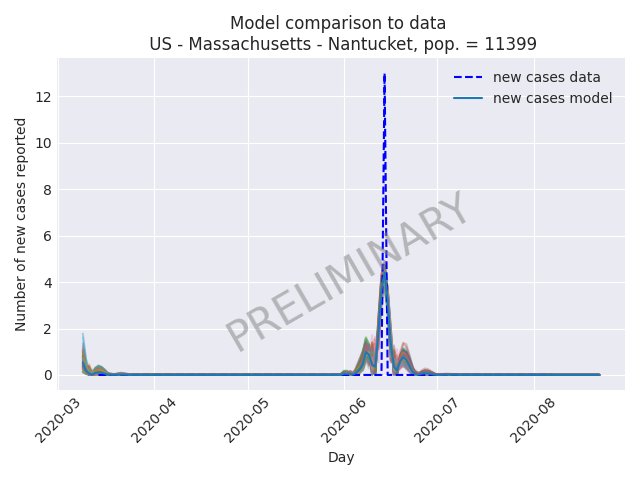 Model comparison to data
US - Massachusetts - Nantucket, pop. = 11399
new cases data
new cases model
Number of new cases reported
12
10
8
6
4
2
0
PRELIMINARY
2020-03
2020-04
2020-05
2020-06
2020-07
2020-08
Day